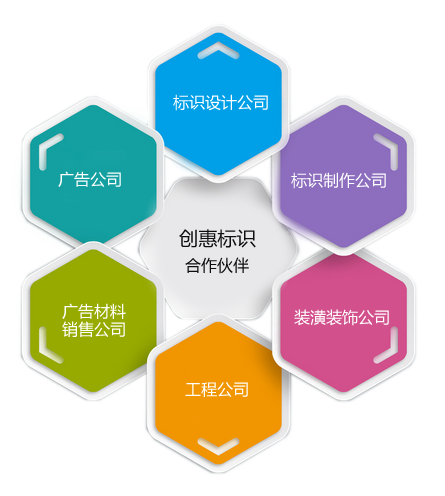 标识设计公司
广告公司
标识制作公司
创惠标识
合作伙伴
广告材料
销售公司
装潢装饰公司
工程公司